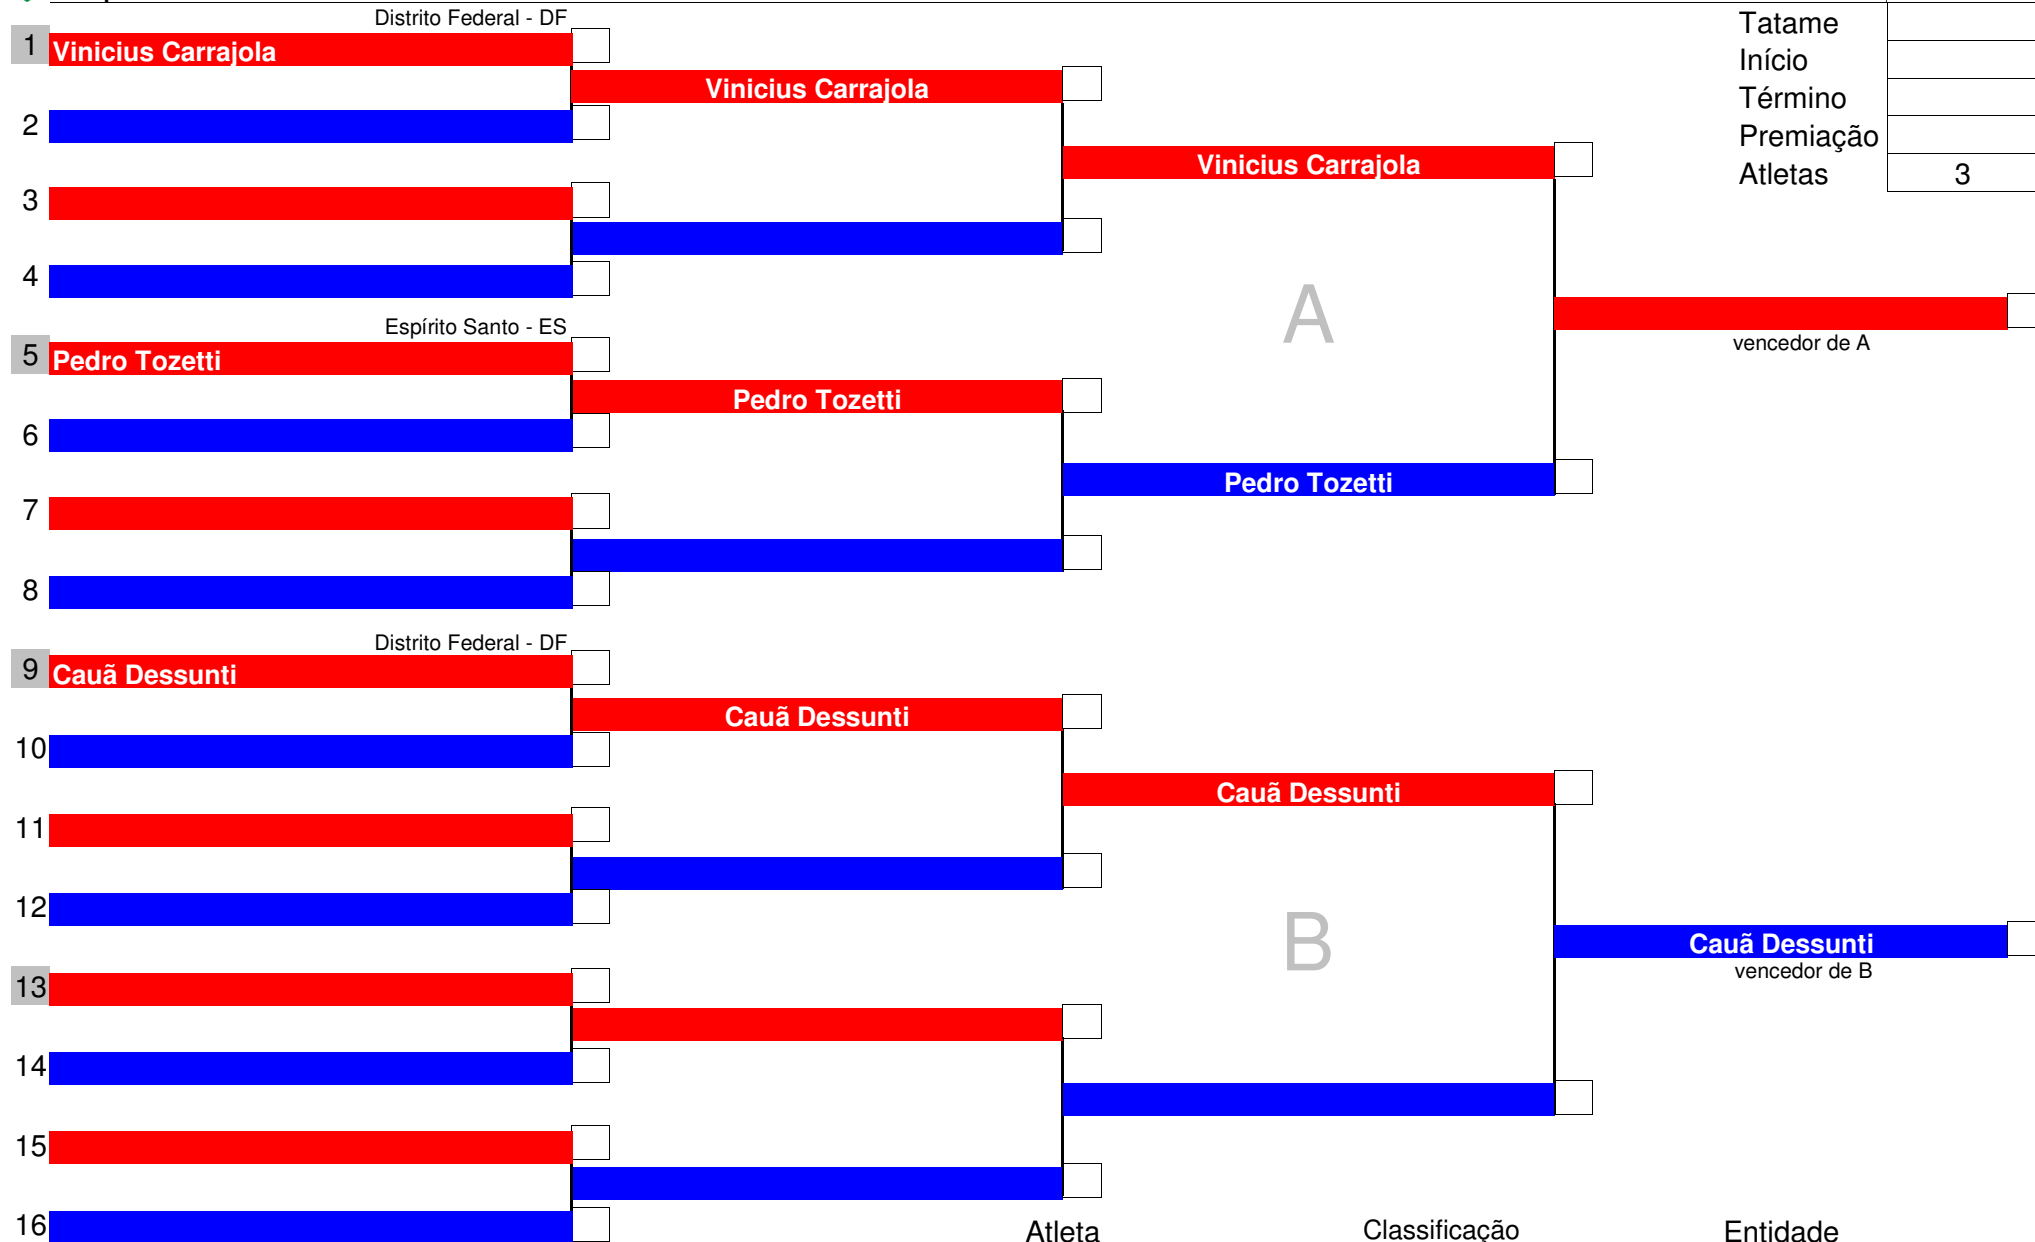 Distrito Federal - DF
1 Vinicius Carrajola
Vinicius Carrajola
2
Vinicius Carrajola
3
4
Tatame
Início
Término
Premiação
Atletas 3
A
vencedor de A
Espírito Santo - ES
5 Pedro Tozetti
Pedro Tozetti
6
Pedro Tozetti
7
8
Distrito Federal - DF
9 Cauã Dessunti
Cauã Dessunti
10
Cauã Dessunti
11
12
B
Cauã Dessunti
vencedor de B
13
14
15
16
Atleta Classificação Entidade